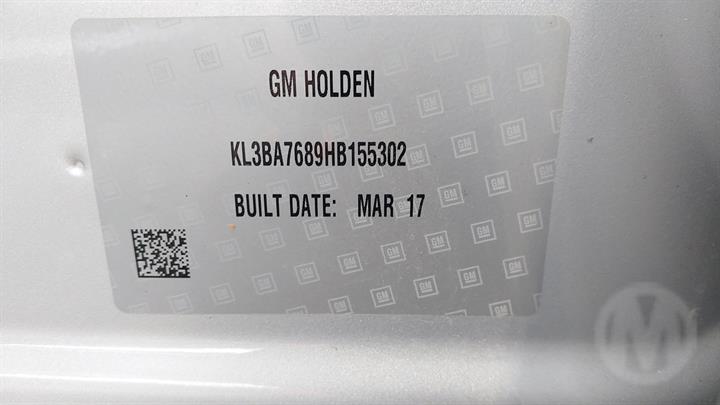 GM HOLDEN
KL3BA7689HB155302
BUILT DATE: MAR 17